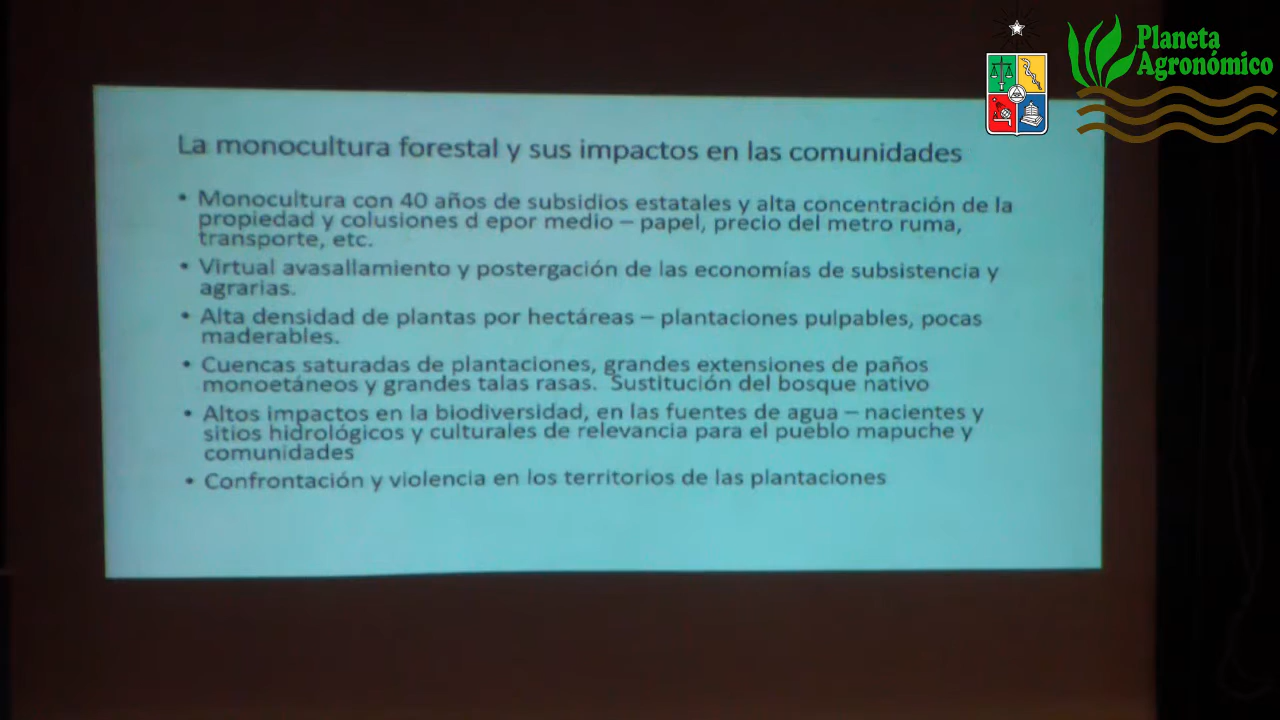 Planeta
Agronómico
La monocultura forestal y sus impactos en las comunidades
• Monocultura con 40 años de subsidios estatales y alta concentración de la
propiedad y colusiones d epor medio – papel, precio del metro ruma,
transporte, etc.
• Virtual avasallamiento y postergación de las economías de subsistencia y
agrarias.
• Alta densidad de plantas por hectáreas – plantaciones pulpables, pocas
maderables.
• Cuencas saturadas de plantaciones, grandes extensiones de paños
monoetáneos y grandes talas rasas. Sustitución del bosque nativo
• Altos impactos en la biodiversidad, en las fuentes de agua – nacientes y
sitios hidrológicos y culturales de relevancia para el pueblo mapuche y
comunidades
• Confrontación y violencia en los territorios de las plantaciones